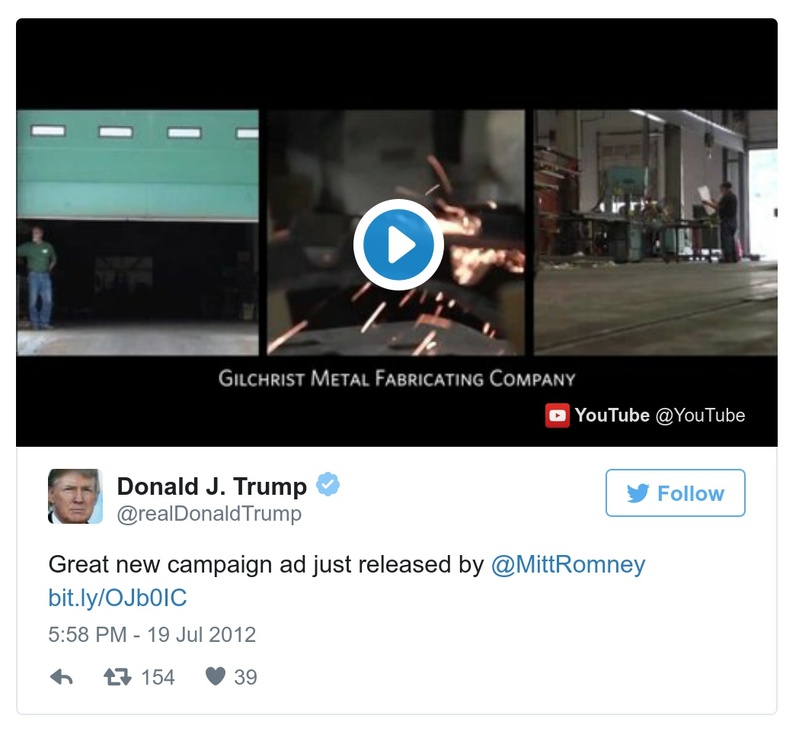 GILCHRIST METAL FABRICATING COMPANY
YouTube @YouTube
Donald J. Trump
@realDonaldTrump
Follow
Great new campaign ad just released by @MittRomney
bit.ly/OJb0IC
5:58 PM - 19 Jul 2012
154 39